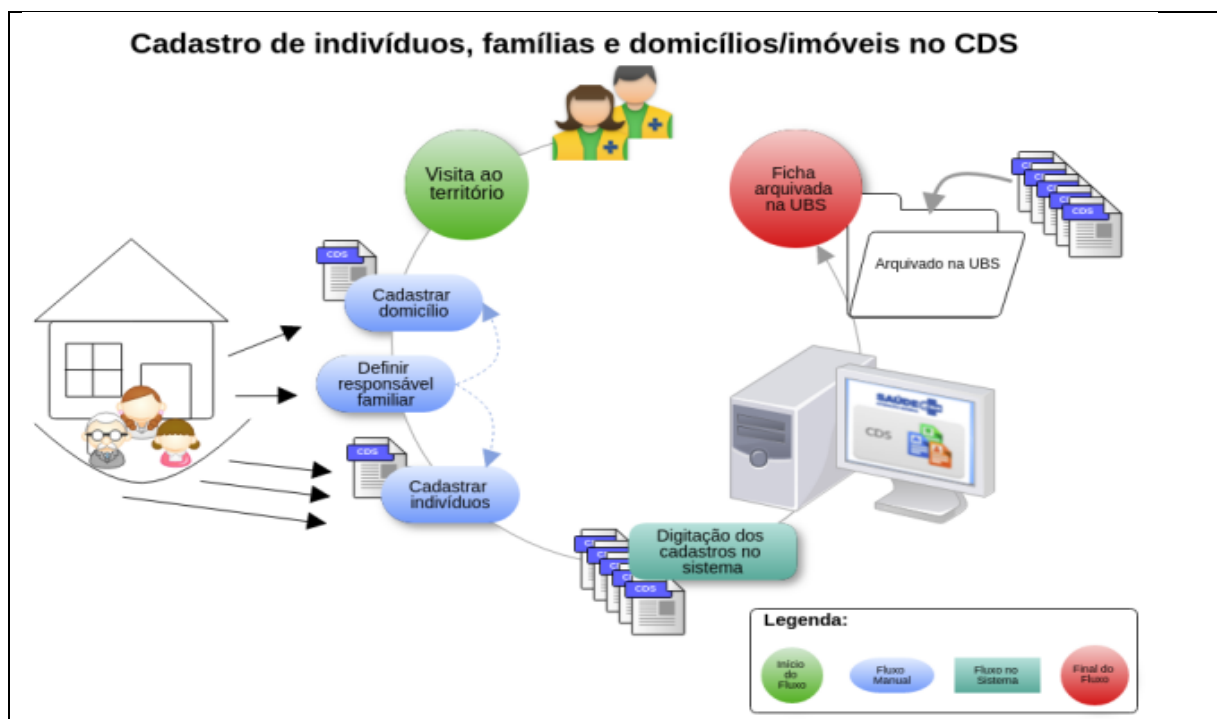 Cadastro de indivíduos, famílias e domicílios/imóveis no CDS
Visita ao
território
CDS
Cadastrar
domicílio
Definir
responsável
familiar
CDS
Cadastrar
indivíduos
CDS
Digitação dos
cadastros no
sistema
SAÚDE
CDS
Ficha
arquivada
na UBS
Arquivado na UBS
CDS
Legenda:
Início
do
Fluxo
Fluxo
Manual
Fluxo no
Sistema
Final do
Fluxo